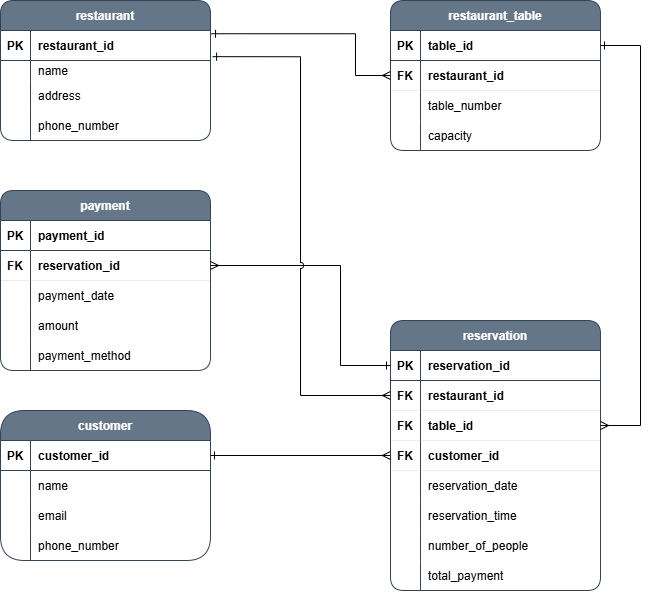 restaurant
PK restaurant_id
name
address
phone_number
restaurant_table
PK table_id
FK restaurant_id
table_number
capacity
payment
PK payment_id
FK reservation_id
payment_date
amount
payment_method
reservation
PK reservation_id
FK restaurant_id
FK table_id
FK customer_id
reservation_date
reservation_time
number_of_people
total_payment
customer
PK customer_id
name
email
phone_number